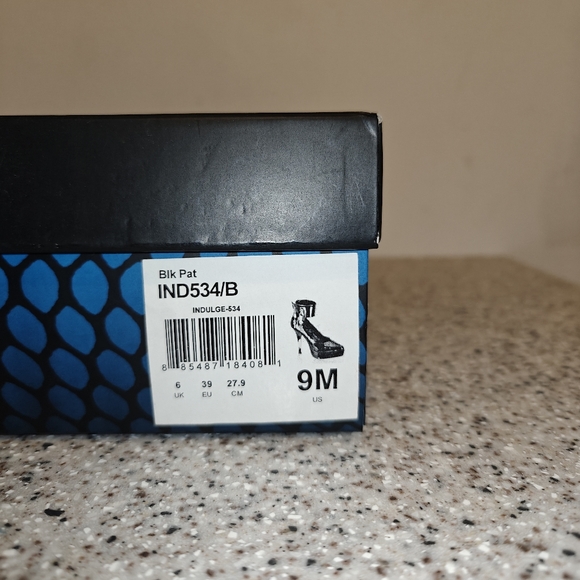 Blk Pat
IND534/B
INDULGE-534
8 85487 18408 1
6 39 27.9
UK EU CM
9M
US